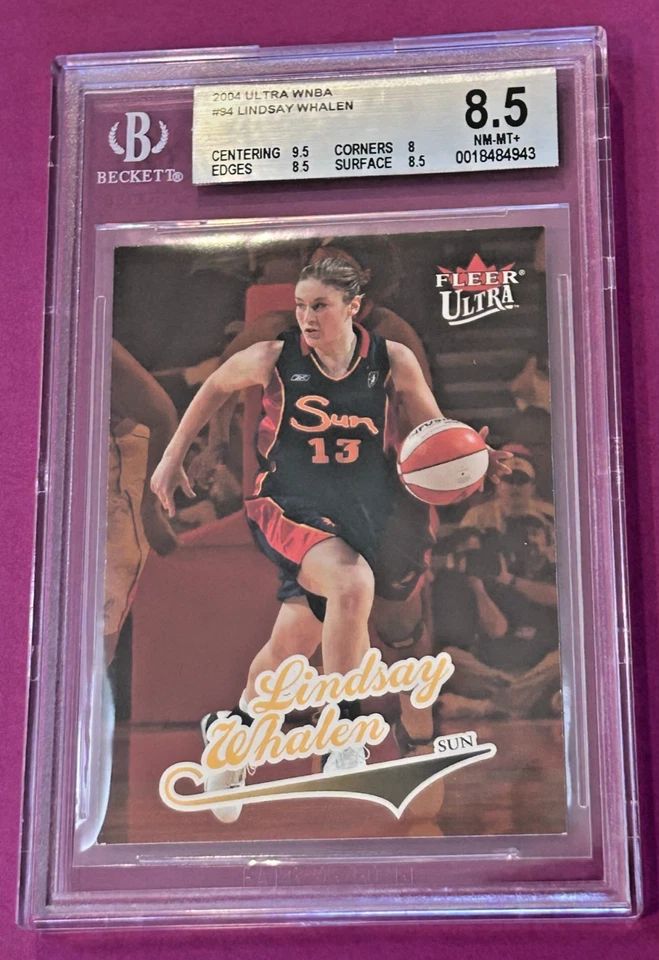 B
BECKETT®
2004 ULTRA WNBA
#94 LINDSAY WHALEN
CENTERING 9.5 CORNERS 8
EDGES 8.5 SURFACE 8.5
8.5
NM-MT+
0018484943
FLEER®
ULTRA™
Sun
13
Lindsay
Whalen
SUN